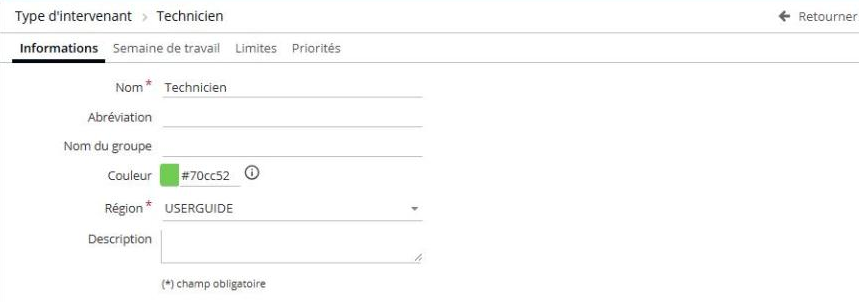 Type d'intervenant > Technicien
Retourner
Informations Semaine de travail Limites Priorités
Nom * Technicien
Abréviation
Nom du groupe
Couleur #70cc52
Région * USERGUIDE
Description
(*) champ obligatoire